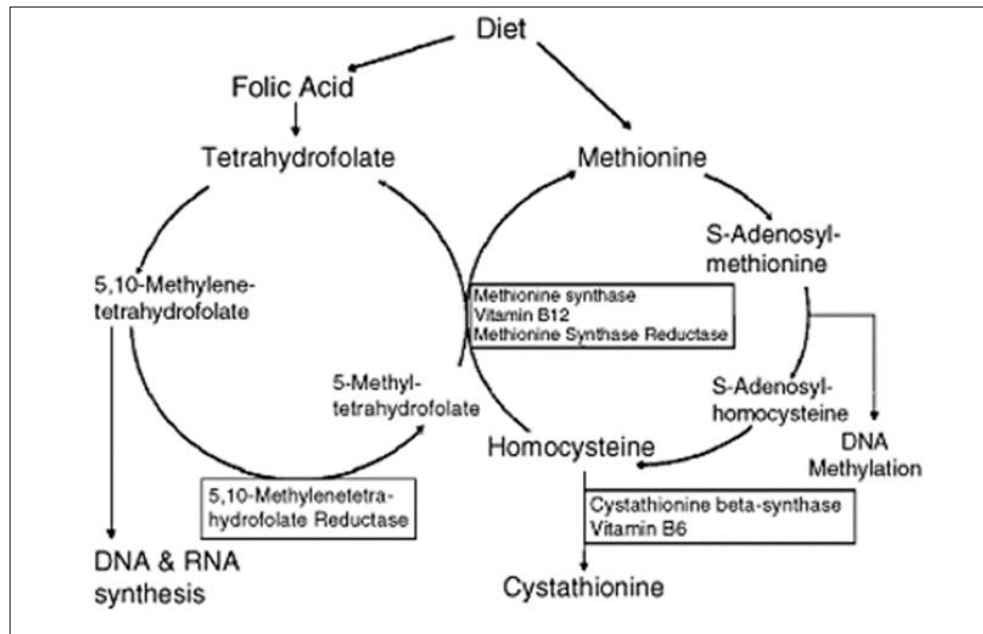 Diet
Folic Acid
Tetrahydrofolate
Methionine
S-Adenosyl-
methionine
5,10-Methylene-
tetrahydrofolate
Methionine synthase
Vitamin B12
Methionine Synthase Reductase
5-Methyl-
tetrahydrofolate
S-Adenosyl-
homocysteine
Homocysteine
DNA
Methylation
5,10-Methylenetetra-
hydrofolate Reductase
Cystathionine beta-synthase
Vitamin B6
DNA & RNA
synthesis
Cystathionine